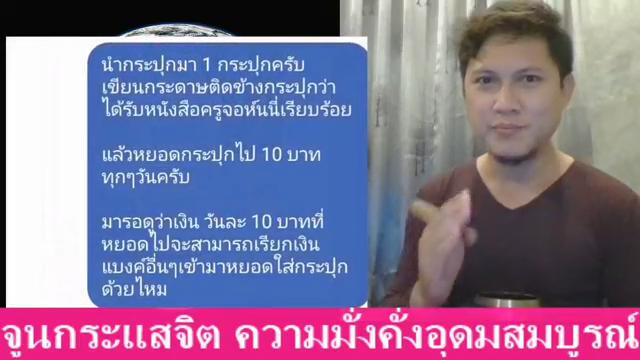 นำกระปุกมา 1 กระปุกครับ
เขียนกระดาษติดข้างกระปุกว่า
ได้รับหนังสือครูจอห์นนี่เรียบร้อย
แล้วหยอดกระปุกไป 10 บาท
ทุกๆวันครับ
มารอดูว่าเงิน วันละ 10 บาทที่
หยอดไปจะสามารถเรียกเงิน
แบงค์อื่นๆเข้ามาหยอดใส่กระปุก
ด้วยไหม
จูนกระแสจิต ความมั่งคั่งอุดมสมบูรณ์